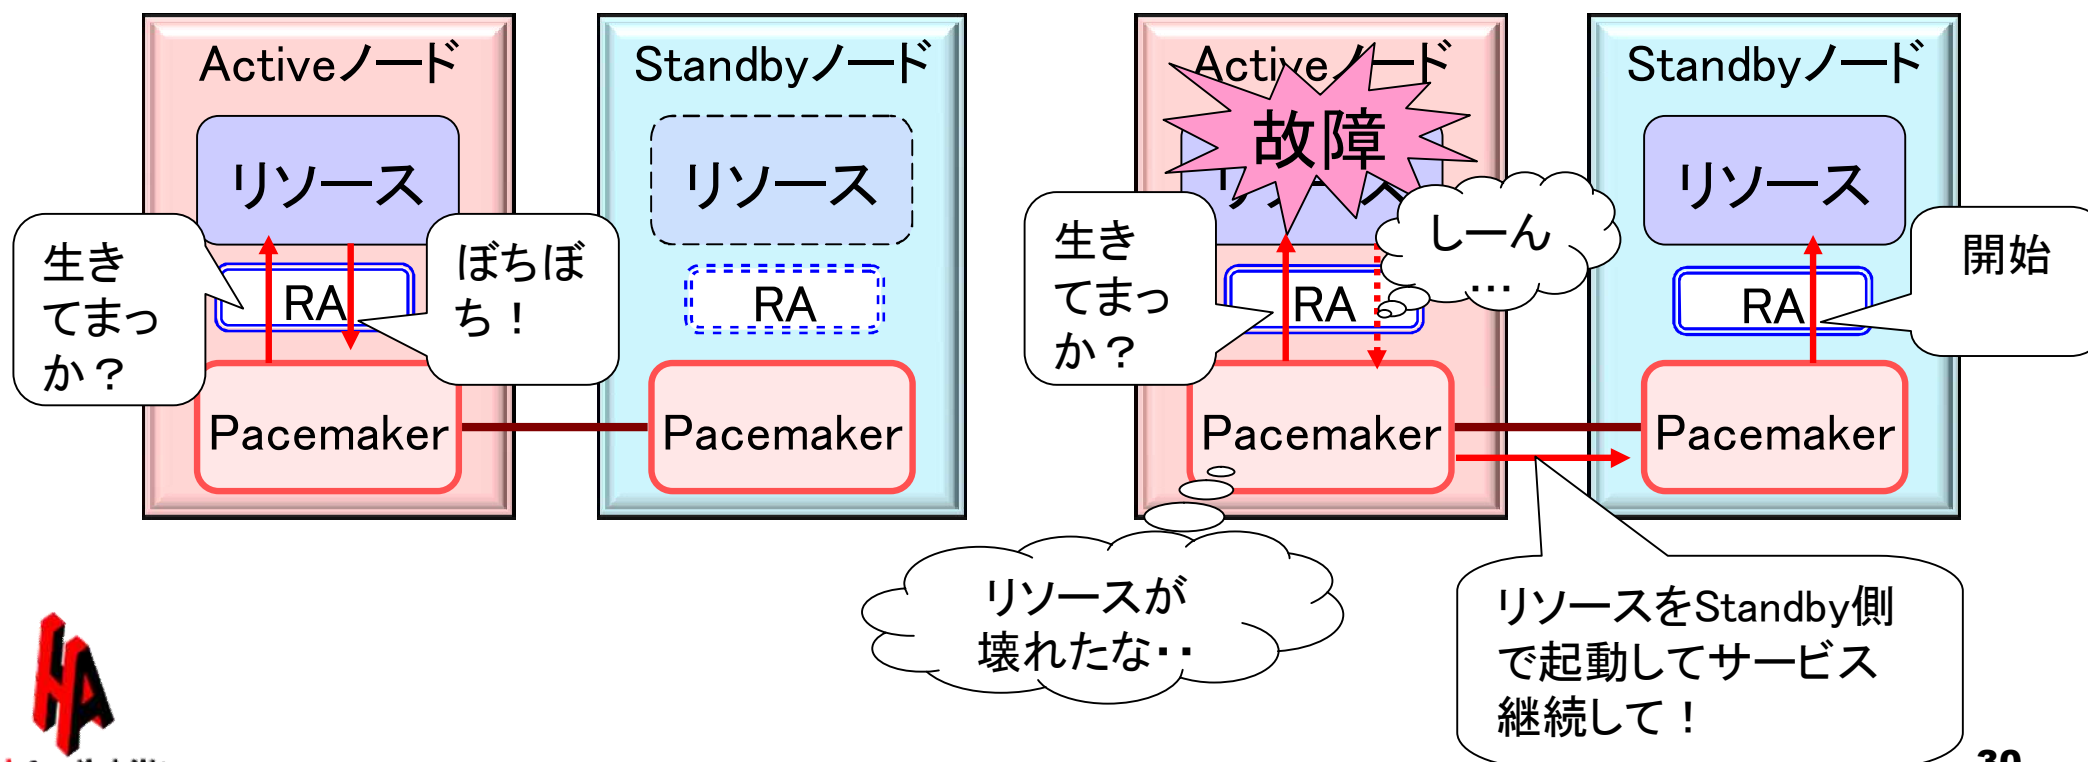 Activeノード
リソース
生き
てまっ
か？
ぼちぼ
ち！
RA
Pacemaker
Standbyノード
リソース
RA
Pacemaker
Activeノード
故障
リソース
生き
てまっ
か？
しーん
…
RA
Pacemaker
リソースが
壊れたな・・
Standbyノード
リソース
開始
RA
Pacemaker
リソースをStandby側
で起動してサービス
継続して！
HA